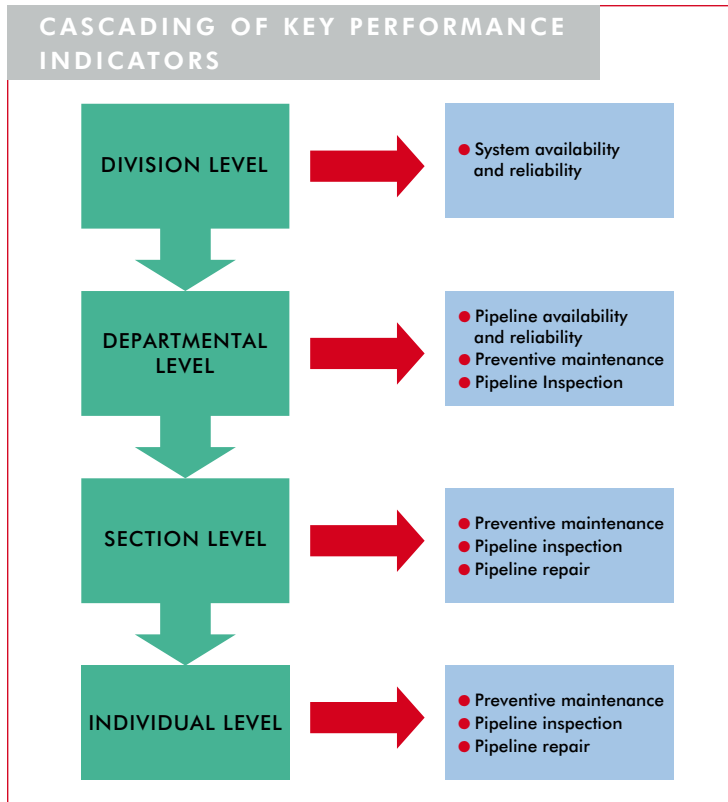 CASCADING OF KEY PERFORMANCE
INDICATORS
DIVISION LEVEL
● System availability
and reliability
DEPARTMENTAL
LEVEL
● Pipeline availability
and reliability
● Preventive maintenance
● Pipeline Inspection
SECTION LEVEL
● Preventive maintenance
● Pipeline inspection
● Pipeline repair
INDIVIDUAL LEVEL
● Preventive maintenance
● Pipeline inspection
● Pipeline repair